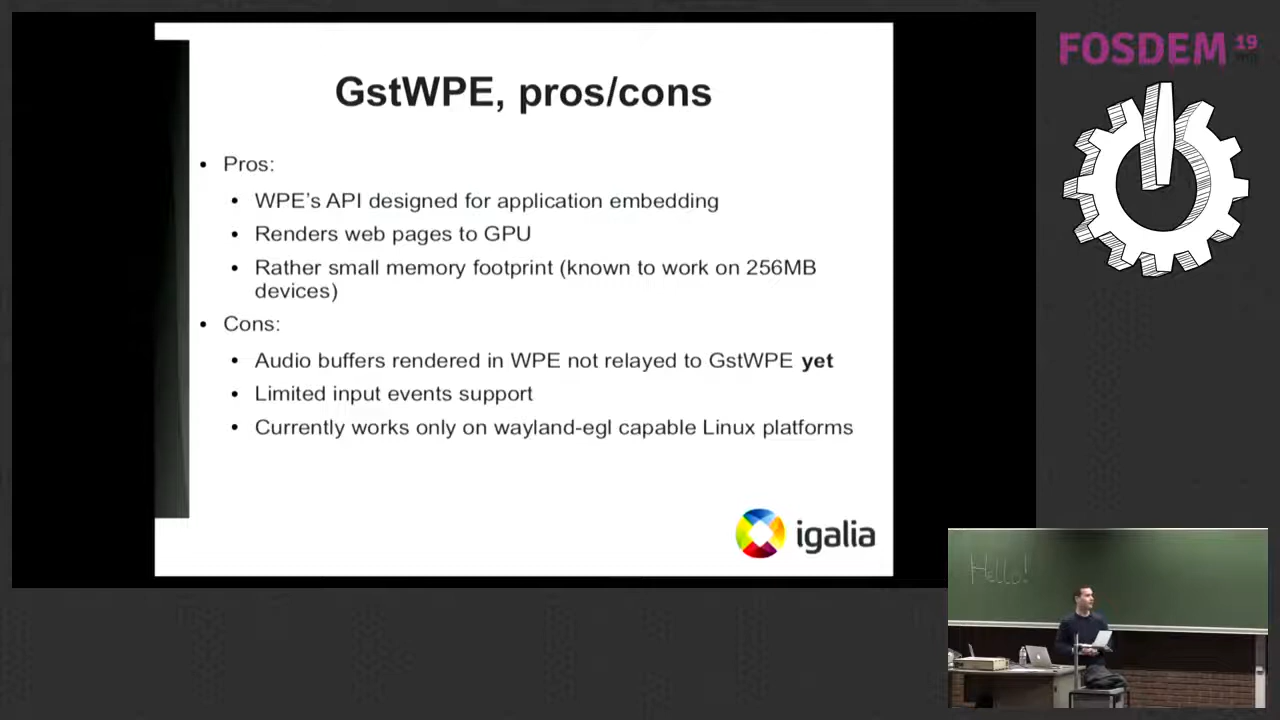 GstWPE, pros/cons
• Pros:
• WPE's API designed for application embedding
• Renders web pages to GPU
• Rather small memory footprint (known to work on 256MB
devices)
• Cons:
• Audio buffers rendered in WPE not relayed to GstWPE yet
• Limited input events support
• Currently works only on wayland-egl capable Linux platforms
igalia
FOSDEM 19
.org
Hello!